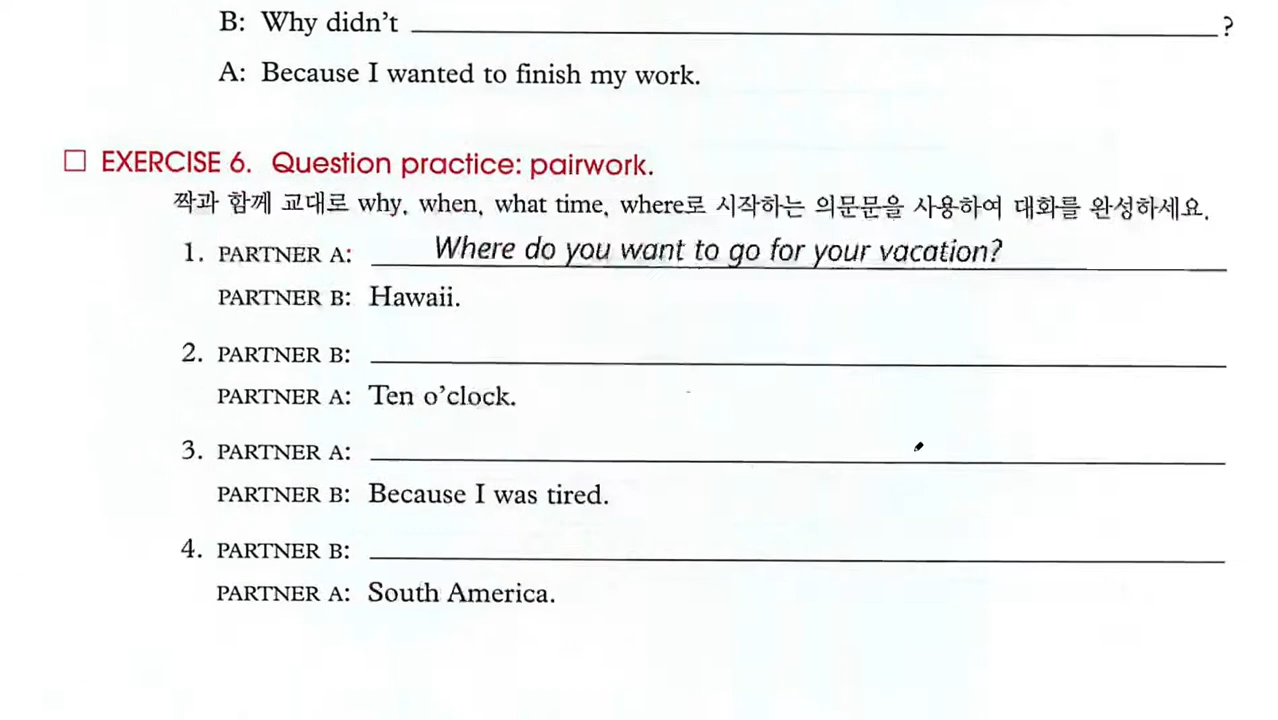 B: Why didn't ____________________?
A: Because I wanted to finish my work.
□ EXERCISE 6. Question practice: pairwork.
짝과 함께 교대로 why, when, what time, where로 시작하는 의문문을 사용하여 대화를 완성하세요.
1. PARTNER A: Where do you want to go for your vacation?
PARTNER B: Hawaii.
2. PARTNER B: ____________________
PARTNER A: Ten o'clock.
3. PARTNER A: ____________________
PARTNER B: Because I was tired.
4. PARTNER B: ____________________
PARTNER A: South America.